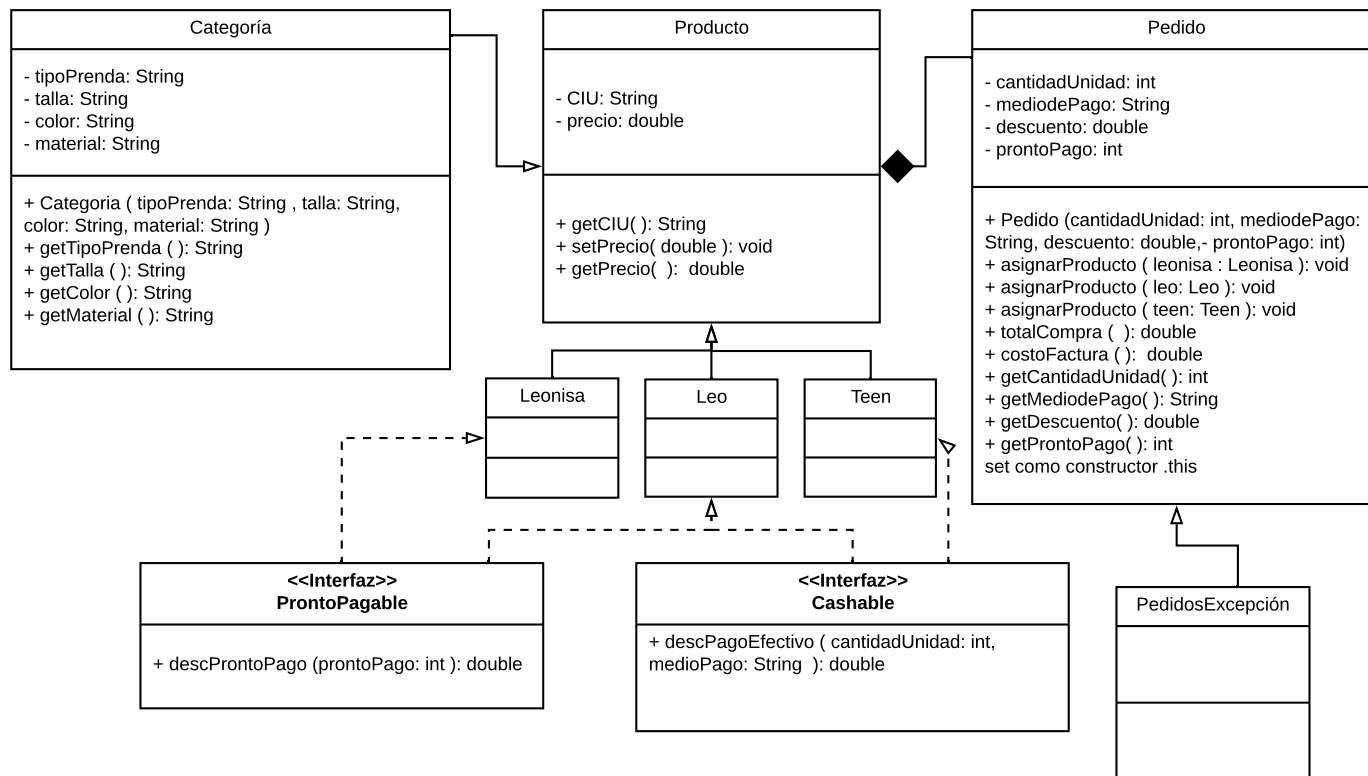 Categoría
- tipoPrenda: String
- talla: String
- color: String
- material: String
+ Categoria ( tipoPrenda: String , talla: String,
color: String, material: String )
+ getTipoPrenda ( ): String
+ getTalla ( ): String
+ getColor ( ): String
+ getMaterial ( ): String
Producto
- CIU: String
- precio: double
+ getCIU( ): String
+ setPrecio( double ): void
+ getPrecio(  ):  double
Pedido
- cantidadUnidad: int
- mediodePago: String
- descuento: double
- prontoPago: int
+ Pedido (cantidadUnidad: int, mediodePago:
String, descuento: double,- prontoPago: int)
+ asignarProducto ( leonisa : Leonisa ): void
+ asignarProducto ( leo: Leo ): void
+ asignarProducto ( teen: Teen ): void
+ totalCompra (  ): double
+ costoFactura ( ):  double
+ getCantidadUnidad( ): int
+ getMediodePago( ): String
+ getDescuento( ): double
+ getProntoPago( ): int
set como constructor .this
Leonisa
Leo
Teen
<<Interfaz>>
ProntoPagable
+ descProntoPago (prontoPago: int ): double
<<Interfaz>>
Cashable
+ descPagoEfectivo ( cantidadUnidad: int,
medioPago: String  ): double
PedidosExcepción